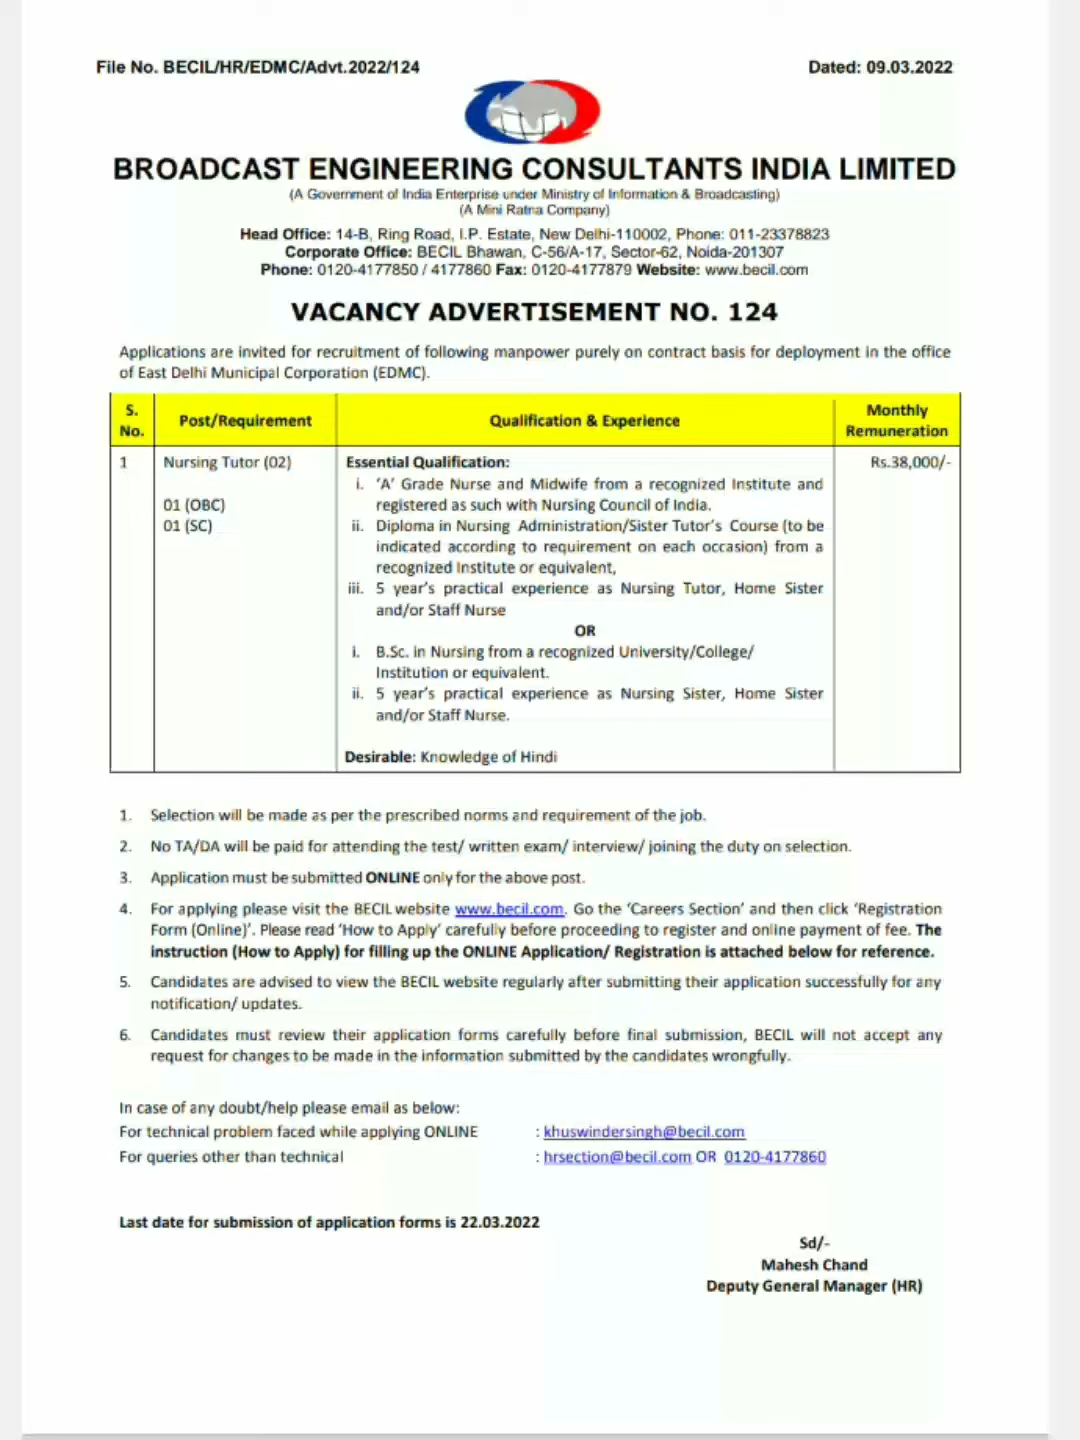 File No. BECIL/HR/EDMC/Advt.2022/124 Dated: 09.03.2022
BROADCAST ENGINEERING CONSULTANTS INDIA LIMITED
(A Government of India Enterprise under Ministry of Information & Broadcasting)
(A Mini Ratna Company)
Head Office: 14-B, Ring Road, I.P. Estate, New Delhi-110002, Phone: 011-23378823
Corporate Office: BECIL Bhawan, C-56/A-17, Sector-62, Noida-201307
Phone: 0120-4177850 / 4177860 Fax: 0120-4177879 Website: www.becil.com
VACANCY ADVERTISEMENT NO. 124
Applications are invited for recruitment of following manpower purely on contract basis for deployment in the office
of East Delhi Municipal Corporation (EDMC).
S. No. Post/Requirement Qualification & Experience Monthly Remuneration
1 Nursing Tutor (02) Essential Qualification: Rs.38,000/-
01 (OBC)
01 (SC)
i. 'A' Grade Nurse and Midwife from a recognized Institute and
registered as such with Nursing Council of India.
ii. Diploma in Nursing Administration/Sister Tutor's Course (to be
indicated according to requirement on each occasion) from a
recognized Institute or equivalent,
iii. 5 year's practical experience as Nursing Tutor, Home Sister
and/or Staff Nurse
OR
i. B.Sc. in Nursing from a recognized University/College/
Institution or equivalent.
ii. 5 year's practical experience as Nursing Sister, Home Sister
and/or Staff Nurse.
Desirable: Knowledge of Hindi
1. Selection will be made as per the prescribed norms and requirement of the job.
2. No TA/DA will be paid for attending the test/ written exam/ interview/ joining the duty on selection.
3. Application must be submitted ONLINE only for the above post.
4. For applying please visit the BECIL website www.becil.com. Go the 'Careers Section' and then click 'Registration
Form (Online)'. Please read 'How to Apply' carefully before proceeding to register and online payment of fee. The
instruction (How to Apply) for filling up the ONLINE Application/ Registration is attached below for reference.
5. Candidates are advised to view the BECIL website regularly after submitting their application successfully for any
notification/ updates.
6. Candidates must review their application forms carefully before final submission, BECIL will not accept any
request for changes to be made in the information submitted by the candidates wrongfully.
In case of any doubt/help please email as below:
For technical problem faced while applying ONLINE : khuswindersingh@becil.com
For queries other than technical : hrsection@becil.com OR 0120-4177860
Last date for submission of application forms is 22.03.2022
Sd/-
Mahesh Chand
Deputy General Manager (HR)